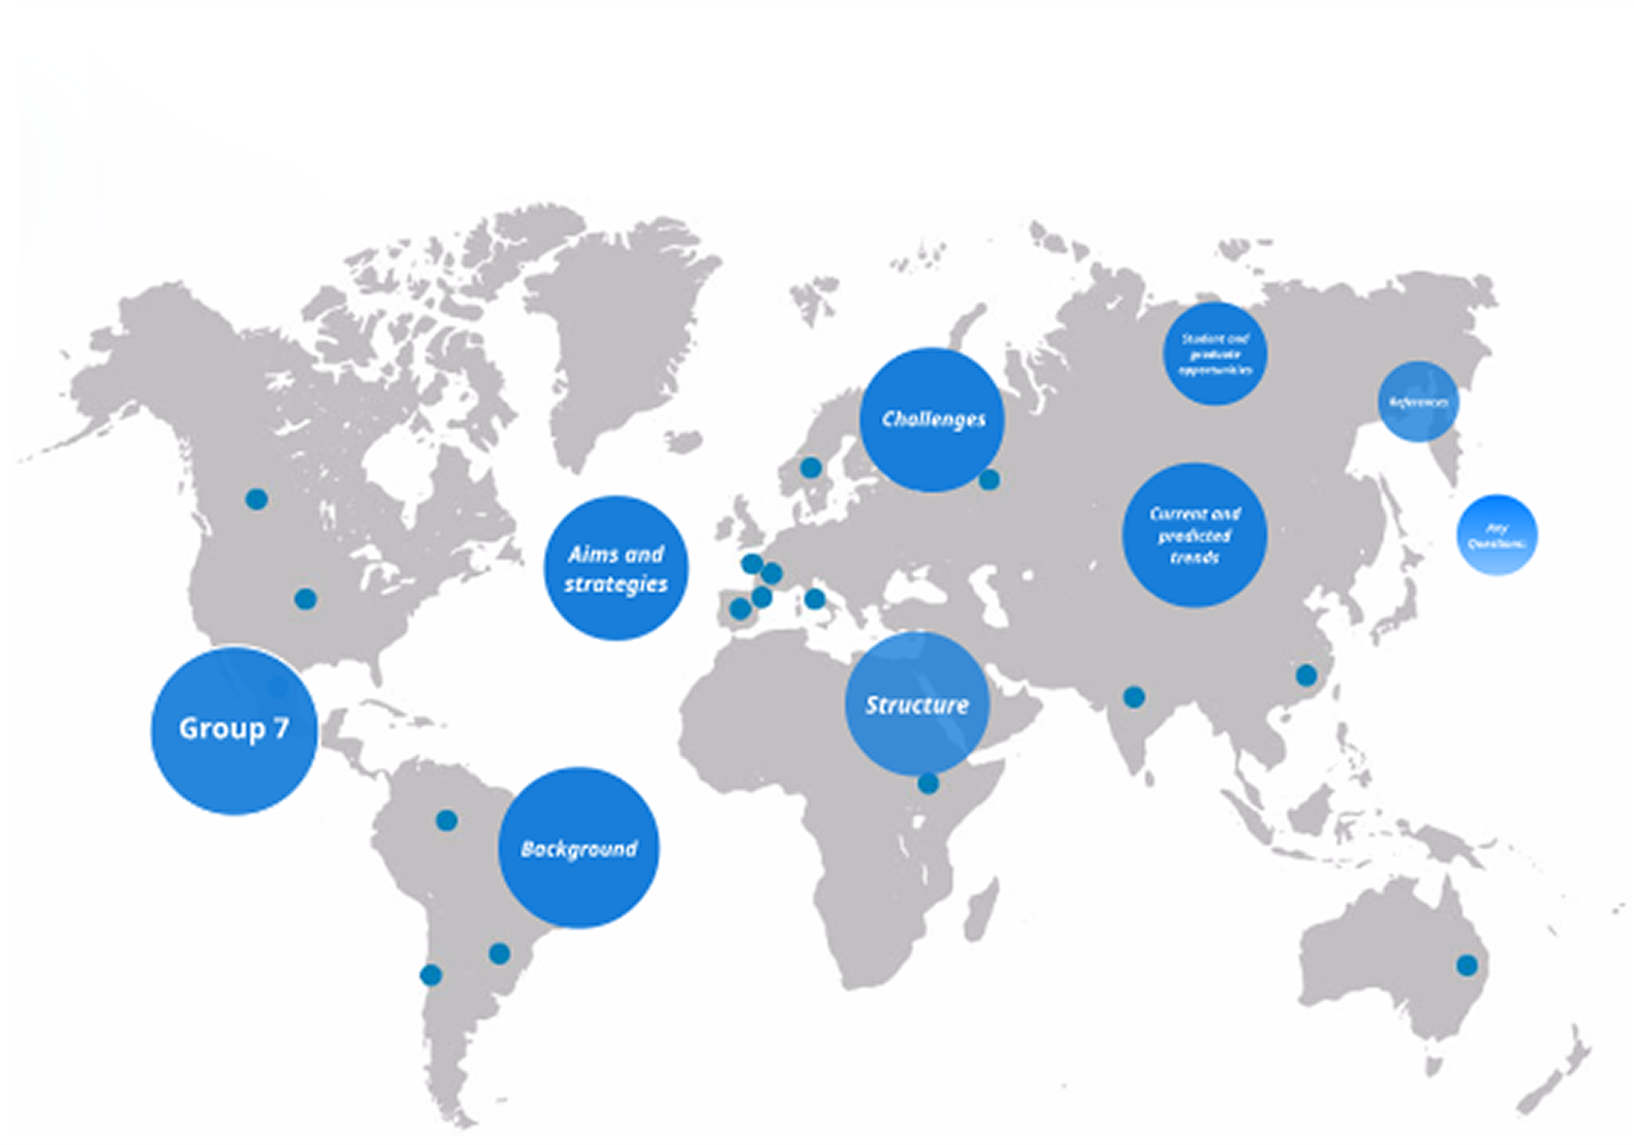 Student and
graduate
opportunities
References
Challenges
Current and
predicted
trends
Any
Questions:
Aims and
strategies
Structure
Group 7
Background